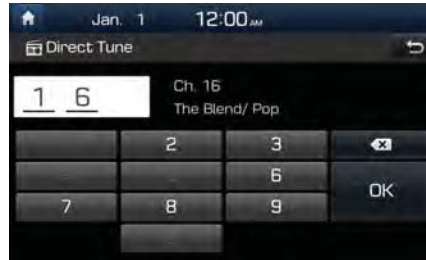 Jan. 1 12:00 AM
Direct Tune
1 6 Ch. 16
The Blend/ Pop
2 3
6 OK
7 8 9